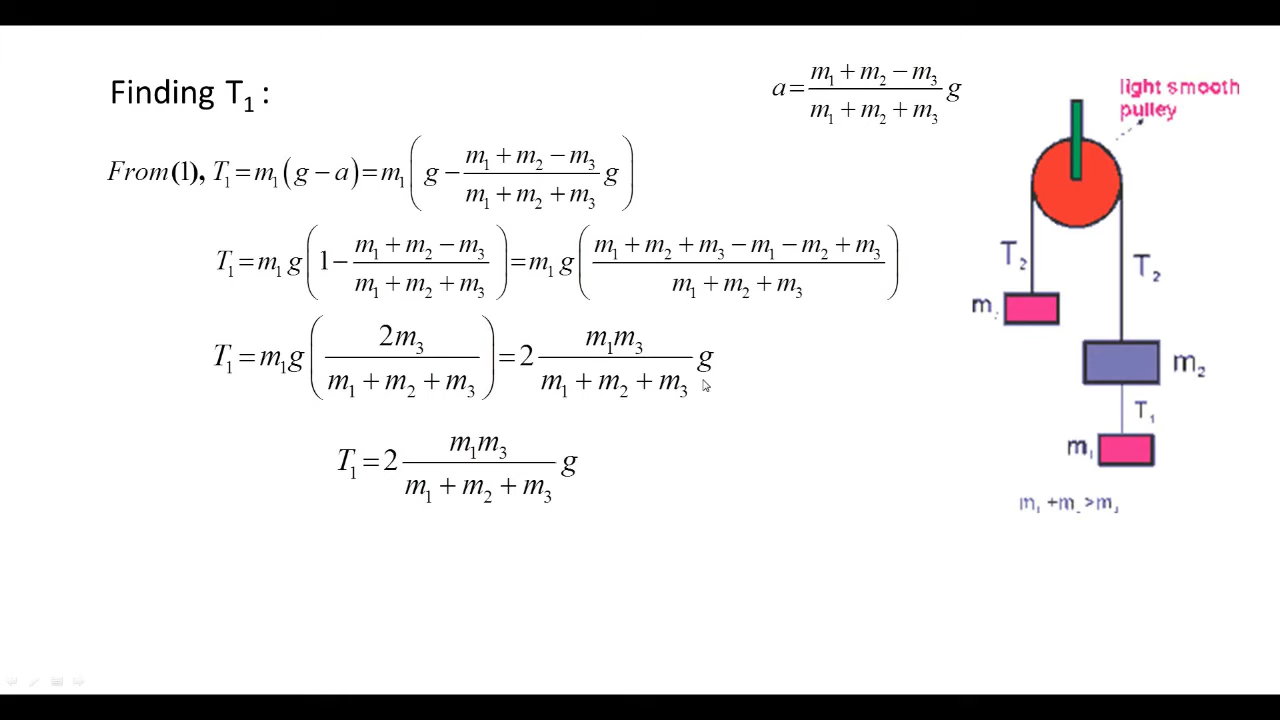 Finding T₁ :
a = (m₁ + m₂ − m₃)/(m₁ + m₂ + m₃) g
From (1), T₁ = m₁ (g − a) = m₁ (g − (m₁ + m₂ − m₃)/(m₁ + m₂ + m₃) g)
T₁ = m₁ g (1 − (m₁ + m₂ − m₃)/(m₁ + m₂ + m₃)) = m₁ g ((m₁ + m₂ + m₃ − m₁ − m₂ + m₃)/(m₁ + m₂ + m₃))
T₁ = m₁g (2m₃/(m₁ + m₂ + m₃)) = 2 m₁m₃/(m₁ + m₂ + m₃) g
T₁ = 2 m₁m₃/(m₁ + m₂ + m₃) g
light smooth
pulley
T₂
T₂
m
m₂
T₁
m₁
m₁ +m >m